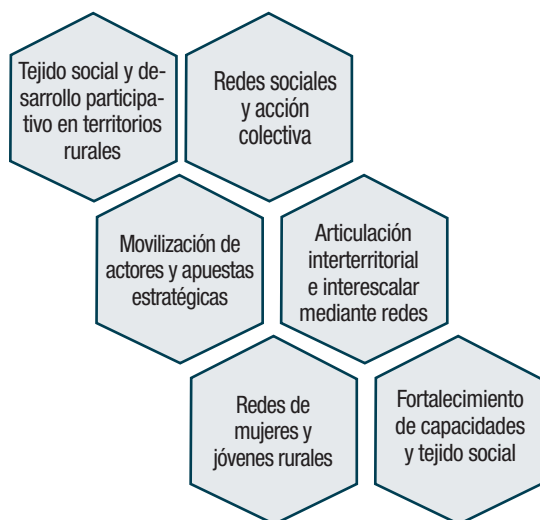 Tejido social y de-
sarrollo participa-
tivo en territorios
rurales
Redes sociales
y acción
colectiva
Movilización de
actores y apuestas
estratégicas
Articulación
interterritorial
e interescalar
mediante redes
Redes de
mujeres y
jóvenes rurales
Fortalecimiento
de capacidades
y tejido social